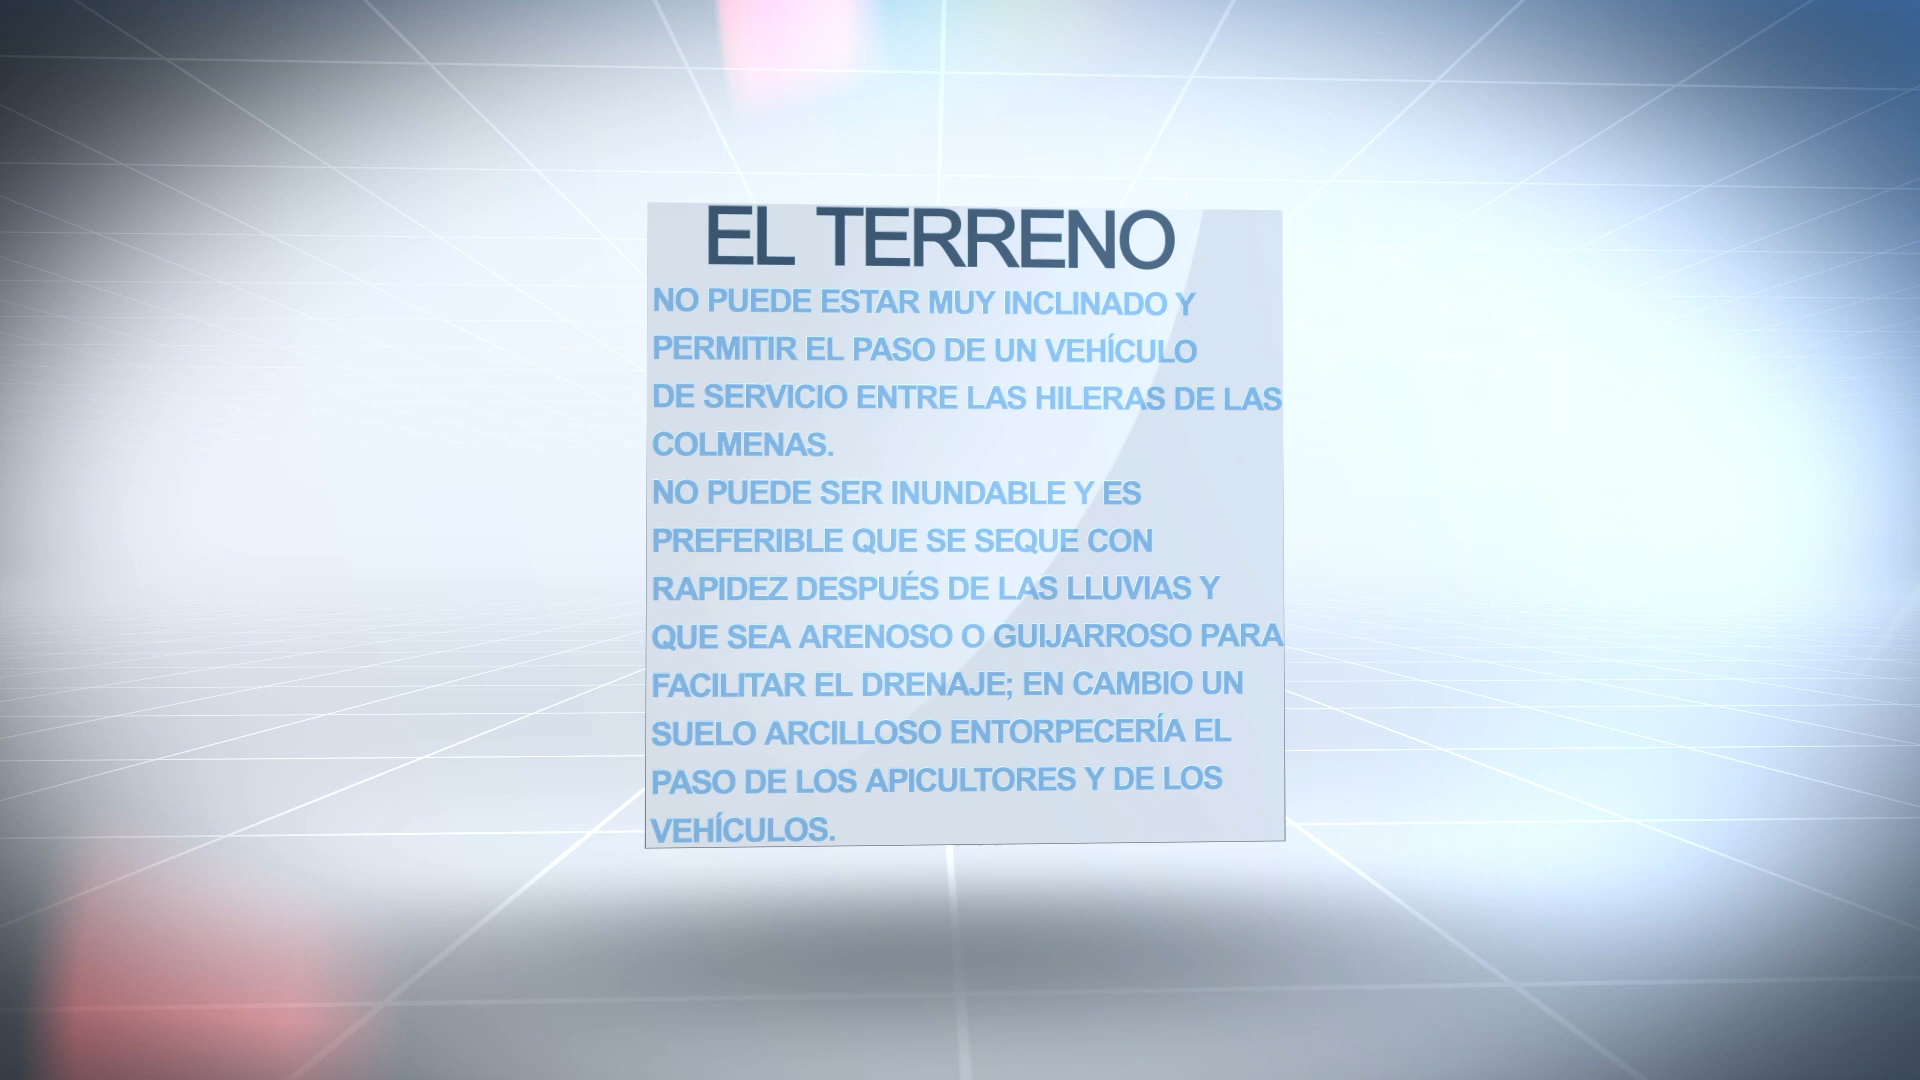 EL TERRENO
NO PUEDE ESTAR MUY INCLINADO Y
PERMITIR EL PASO DE UN VEHÍCULO
DE SERVICIO ENTRE LAS HILERAS DE LAS
COLMENAS.
NO PUEDE SER INUNDABLE Y ES
PREFERIBLE QUE SE SEQUE CON
RAPIDEZ DESPUÉS DE LAS LLUVIAS Y
QUE SEA ARENOSO O GUIJARROSO PARA
FACILITAR EL DRENAJE; EN CAMBIO UN
SUELO ARCILLOSO ENTORPECERÍA EL
PASO DE LOS APICULTORES Y DE LOS
VEHÍCULOS.